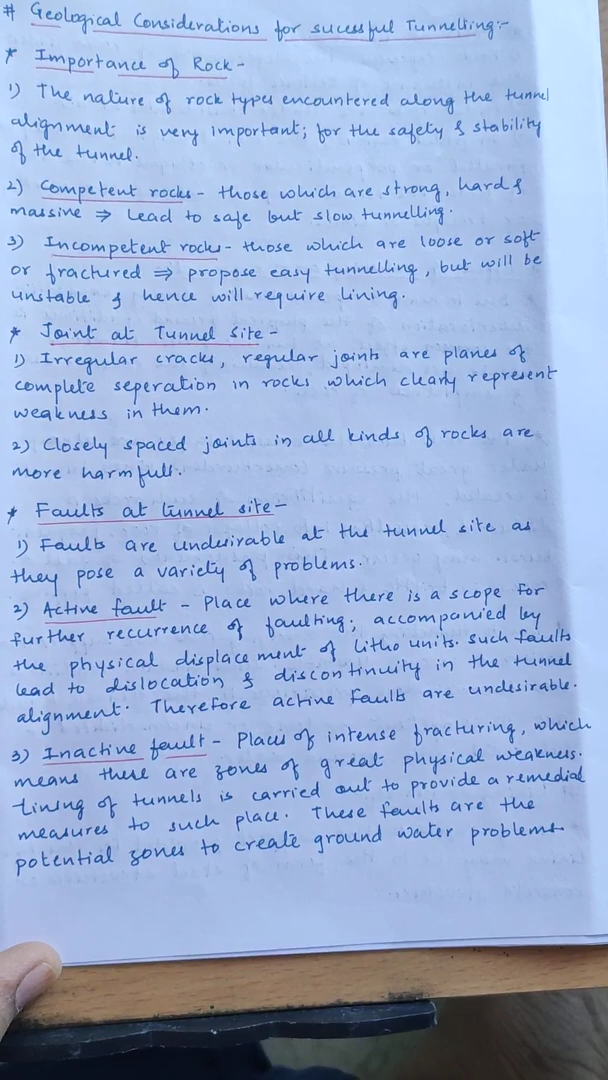 # Geological Considerations for sucessful Tunnelling:-
* Importance of Rock -
1) The nature of rock types encountered along the tunnel
alignment is very important; for the safety & stability
of the tunnel.
2) Competent rocks - those which are strong, hard &
massive ⇒ Lead to safe but slow tunnelling.
3) Incompetent rocks - those which are loose or soft
or fractured ⇒ propose easy tunnelling, but will be
unstable & hence will require lining.
* Joint at Tunnel Site -
1) Irregular cracks, regular joints are planes of
complete seperation in rocks which clearly represent
weakness in them.
2) Closely spaced joints in all kinds of rocks are
more harmfull.
* Faults at tunnel site -
1) Faults are undesirable at the tunnel site as
they pose a variety of problems.
2) Active fault - Place where there is a scope for
further recurrence of faulting; accompanied by
the physical displacement of litho units. such faults
lead to dislocation & discontinuity in the tunnel
alignment. Therefore active faults are undesirable.
3) Inactive fault - Places of intense fracturing, which
means there are zones of great physical weakness.
Lining of tunnels is carried out to provide a remedial
measures to such place. These faults are the
potential zones to create ground water problems